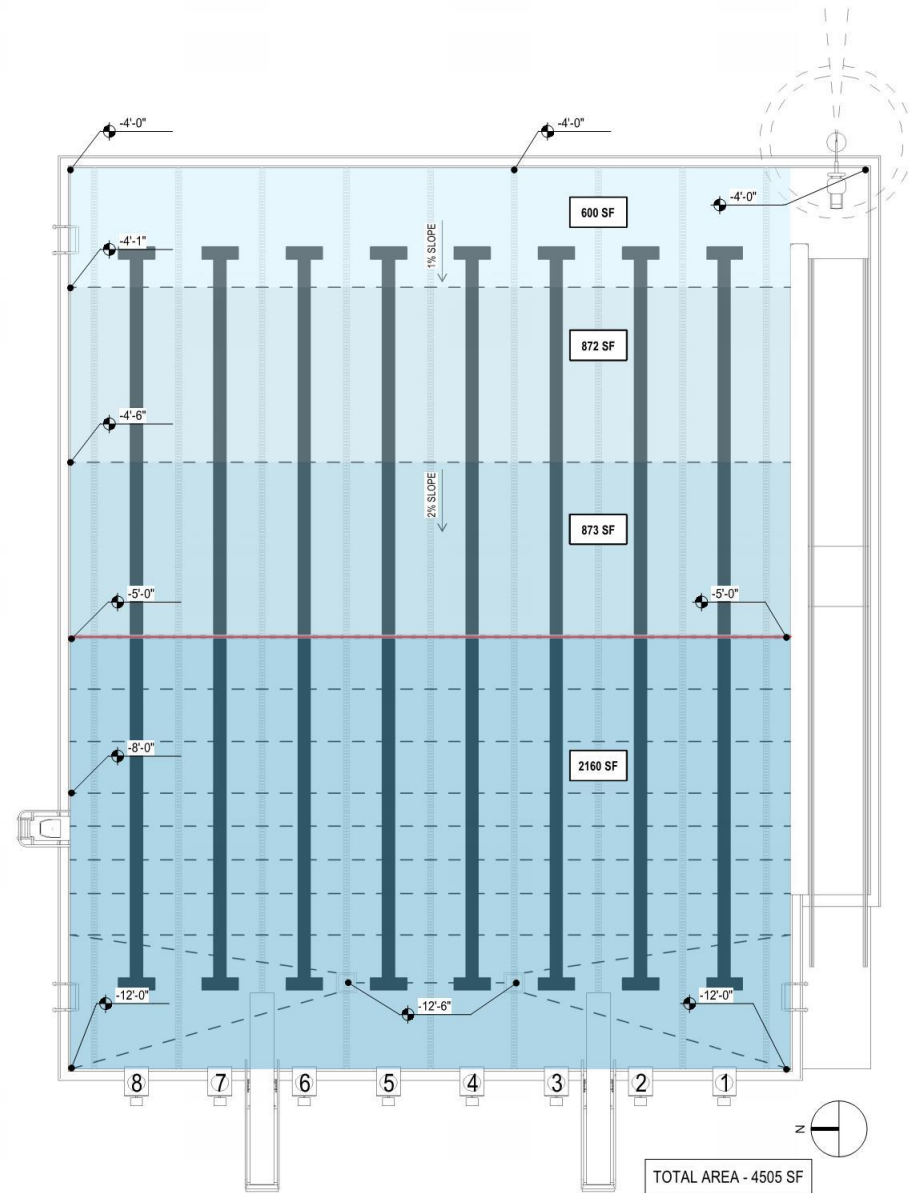 -4'-0"
-4'-0"
-4'-0"
600 SF
-4'-1"
1% SLOPE
872 SF
-4'-6"
2% SLOPE
873 SF
-5'-0"
-5'-0"
-8'-0"
2160 SF
-12'-0"
-12'-6"
-12'-0"
8 7 6 5 4 3 2 1
N
TOTAL AREA - 4505 SF